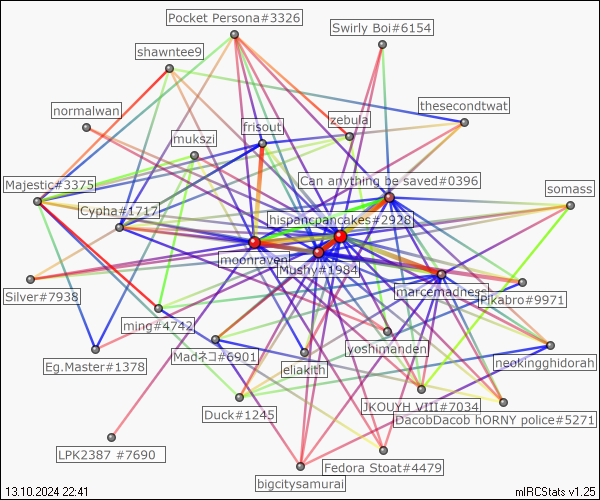 Pocket Persona#3326
Swirly Boi#6154
shawntee9
thesecondtwat
normalwan
zebula
frisout
mukszi
Can anything be saved#0396
Majestic#3375
somass
Cypha#1717
hispancpancakes#2928
moonraven
Mushy#1984
marcemadness
Silver#7938
Pikabro#9971
ming#4742
yoshimanden
Madネコ#6901
neokingghidorah
Eg.Master#1378
eliakith
JKOUYH VIII#7034
Duck#1245
DacobDacob hORNY police#5271
LPK2387 #7690
Fedora Stoat#4479
bigcitysamurai
13.10.2024 22:41
mIRCStats v1.25